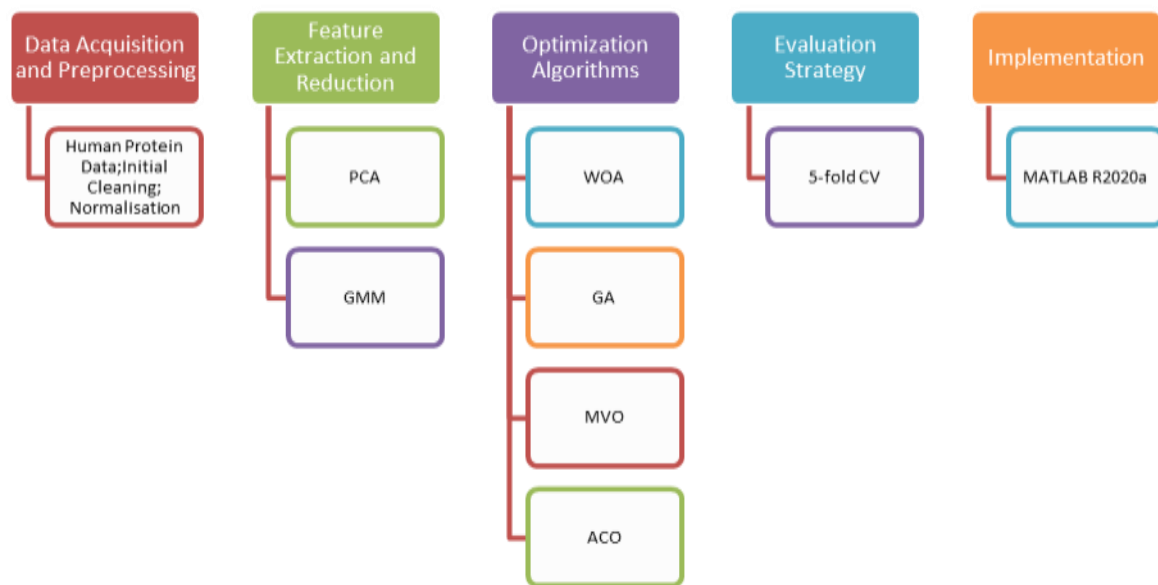 Data Acquisition
and Preprocessing
Human Protein
Data;Initial
Cleaning;
Normalisation
Feature
Extraction and
Reduction
PCA
GMM
Optimization
Algorithms
WOA
GA
MVO
ACO
Evaluation
Strategy
5-fold CV
Implementation
MATLAB R2020a